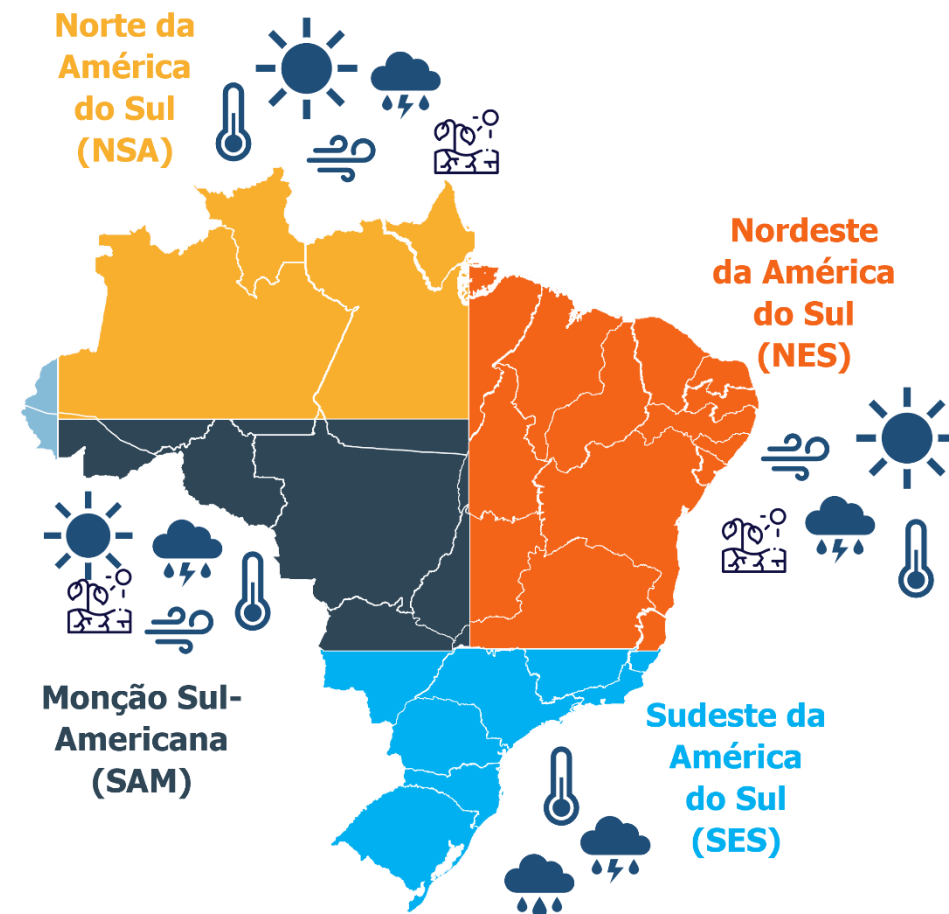 Norte da
América
do Sul
(NSA)
Nordeste
da América
do Sul
(NES)
Monção Sul-
Americana
(SAM)
Sudeste da
América
do Sul
(SES)